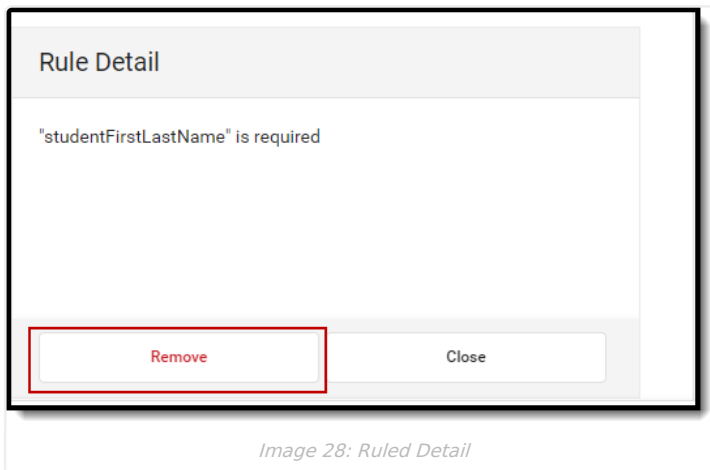 Rule Detail
"studentFirstLastName" is required
Remove Close
Image 28: Ruled Detail